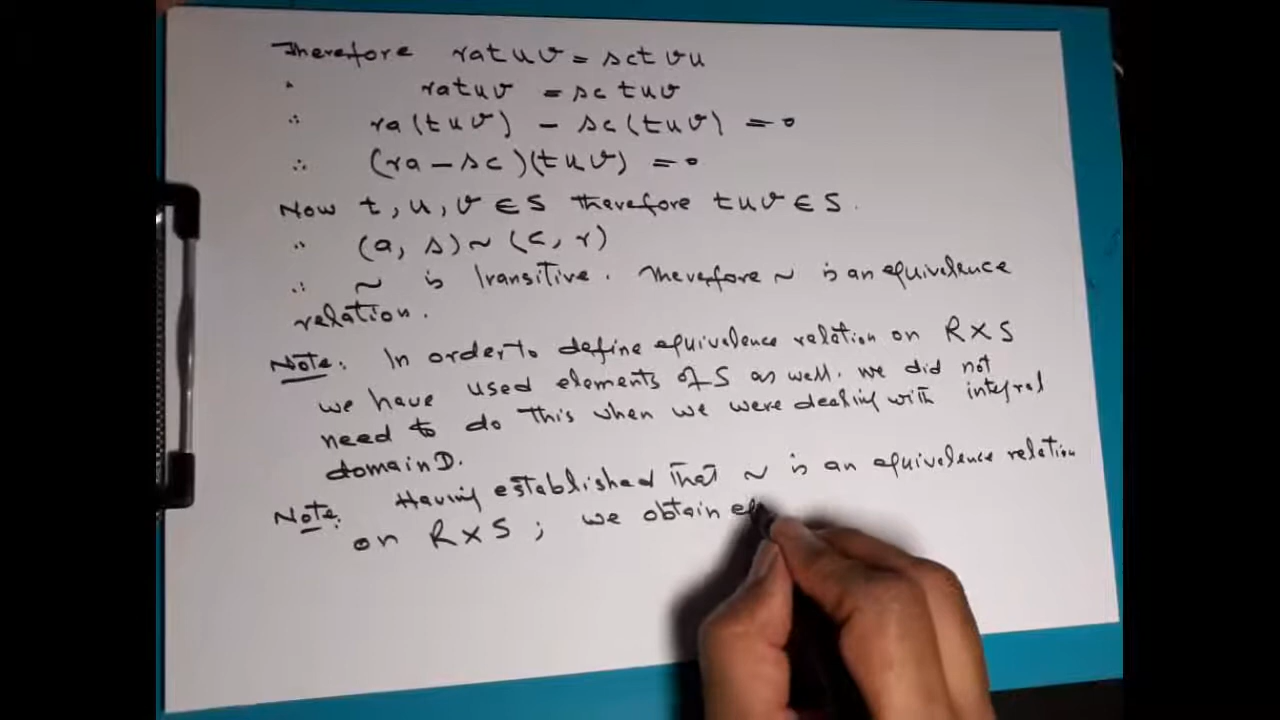 Therefore ratuv = sctvu
ratuv = sctuv
∴ ra(tuv) - sc(tuv) = 0
∴ (ra - sc)(tuv) = 0
Now t, u, v ∈ S Therefore tuv ∈ S.
∴ (a, s) ~ (c, r)
∴ ~ is Transitive. Therefore ~ is an equivalence
relation.
Note: In order to define equivalence relation on R×S
we have used elements of S as well. we did not
need to do This when we were dealing with integral
domain D.
Note: Having established That ~ is an equivalence relation
on R×S; we obtain